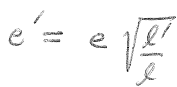 e' = e √(ℓ'/ℓ)